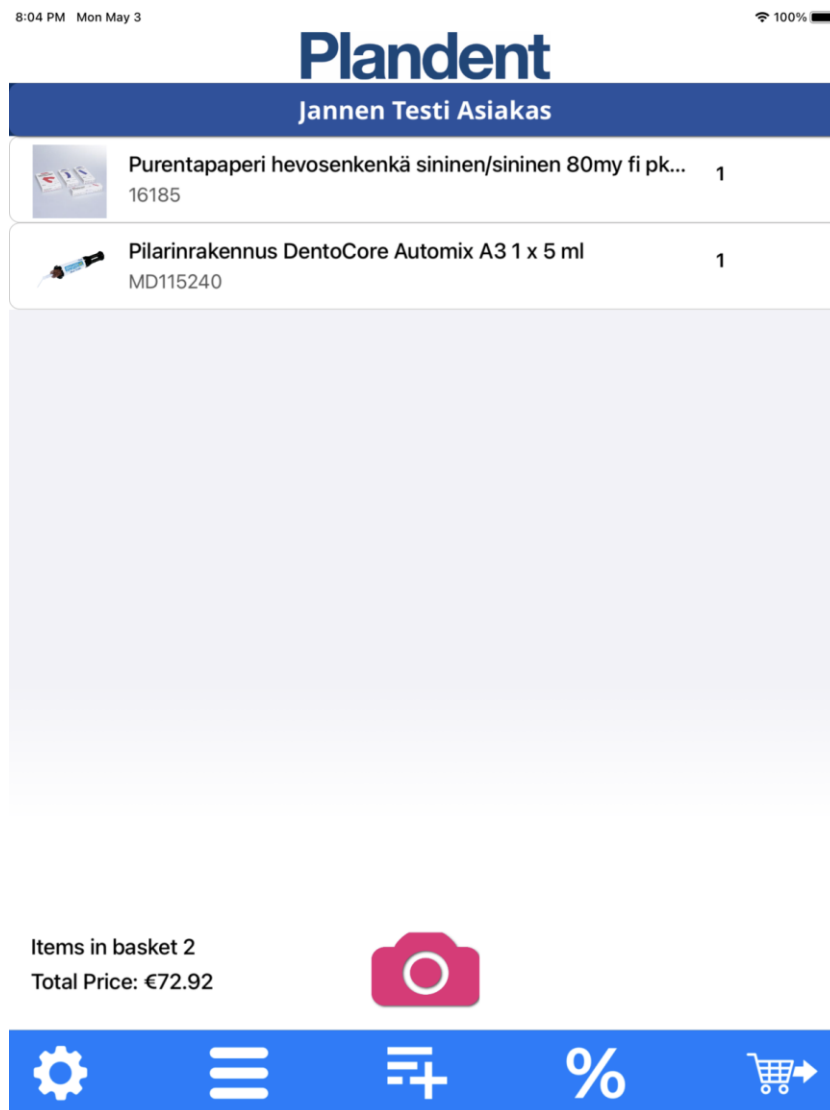 8:04 PM Mon May 3
100%
Plandent
Jannen Testi Asiakas
Purentapaperi hevosenkenkä sininen/sininen 80my fi pk...
1
16185
Pilarinrakennus DentoCore Automix A3 1 x 5 ml
1
MD115240
Items in basket 2
Total Price: €72.92
%